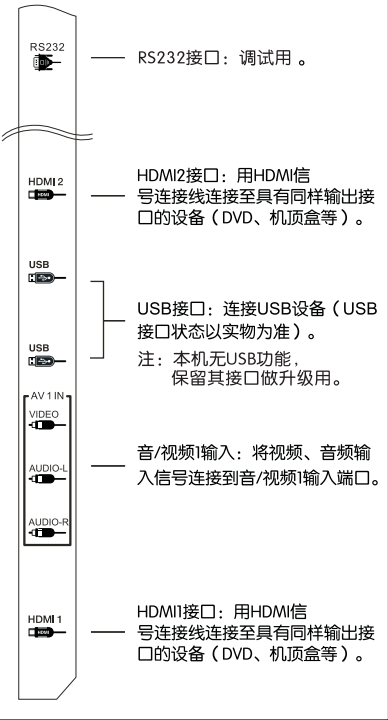 RS232
RS232接口：调试用 。
HDMI 2
HDMI2接口：用HDMI信
号连接线连接至具有同样输出接
口的设备（DVD、机顶盒等）。
USB
USB接口：连接USB设备（USB
接口状态以实物为准）。
USB
注：本机无USB功能，
保留其接口做升级用。
AV 1 IN
VIDEO
音/视频1输入：将视频、音频输
入信号连接到音/视频1输入端口。
AUDIO-L
AUDIO-R
HDMI 1
HDMI1接口：用HDMI信
号连接线连接至具有同样输出接
口的设备（DVD、机顶盒等）。